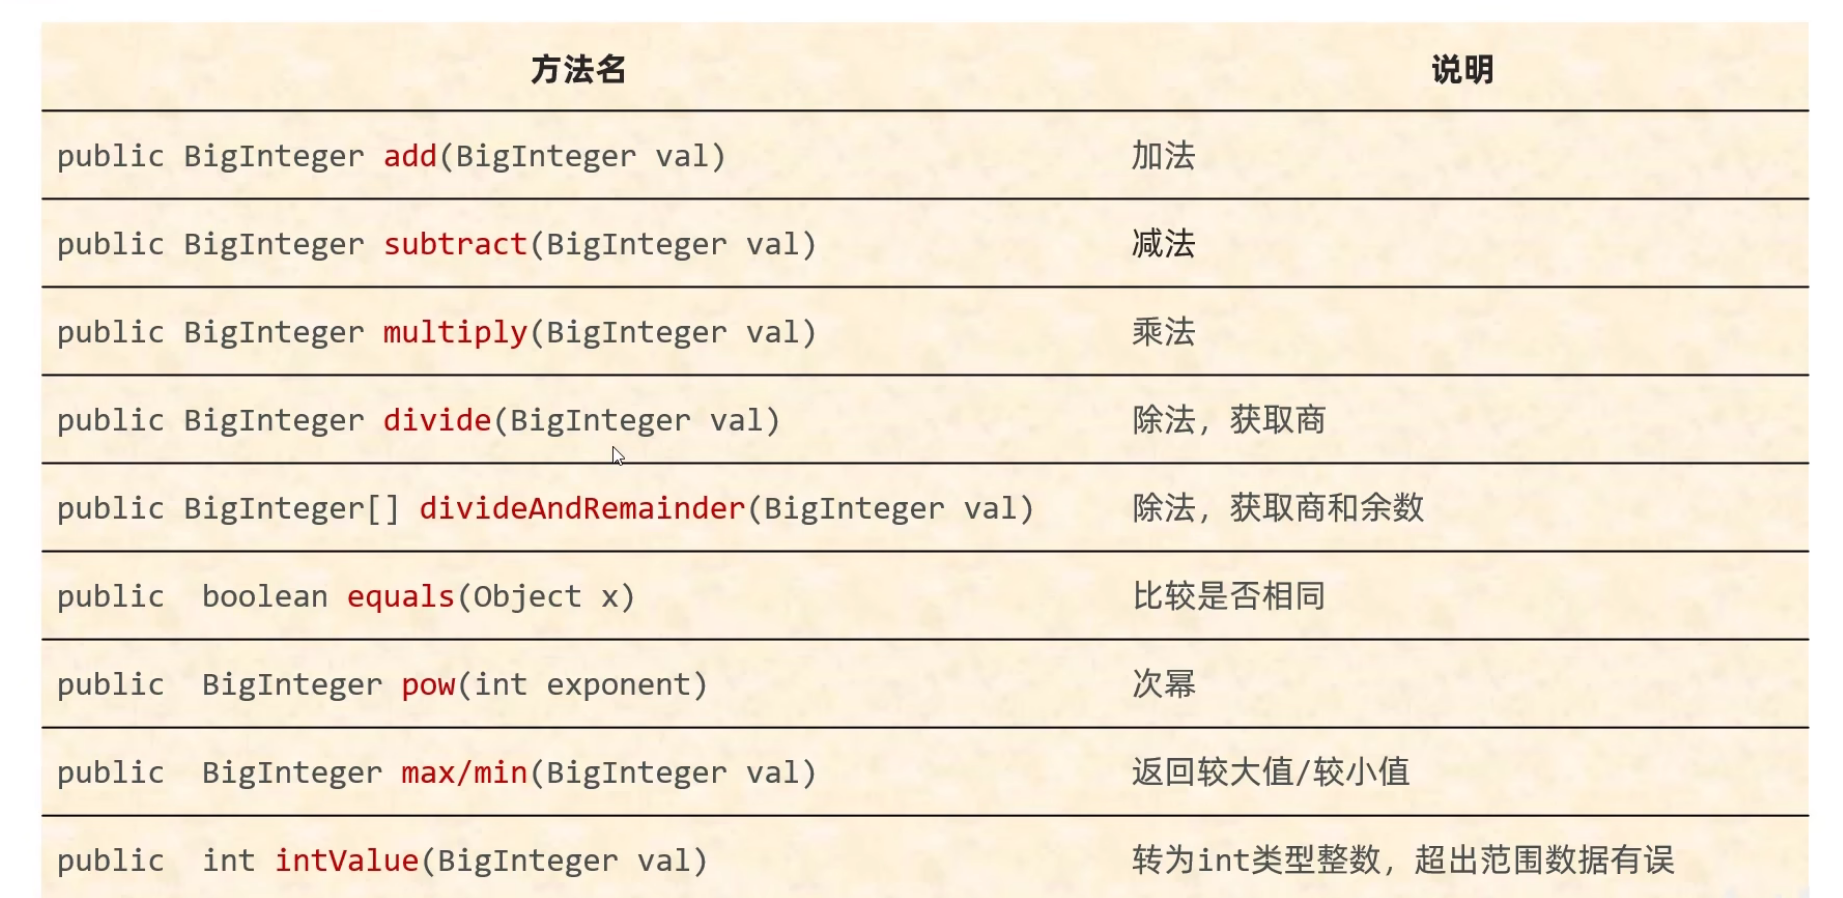 方法名 说明
public BigInteger add(BigInteger val) 加法
public BigInteger subtract(BigInteger val) 减法
public BigInteger multiply(BigInteger val) 乘法
public BigInteger divide(BigInteger val) 除法，获取商
public BigInteger[] divideAndRemainder(BigInteger val) 除法，获取商和余数
public  boolean equals(Object x) 比较是否相同
public  BigInteger pow(int exponent) 次幂
public  BigInteger max/min(BigInteger val) 返回较大值/较小值
public  int intValue(BigInteger val) 转为int类型整数，超出范围数据有误